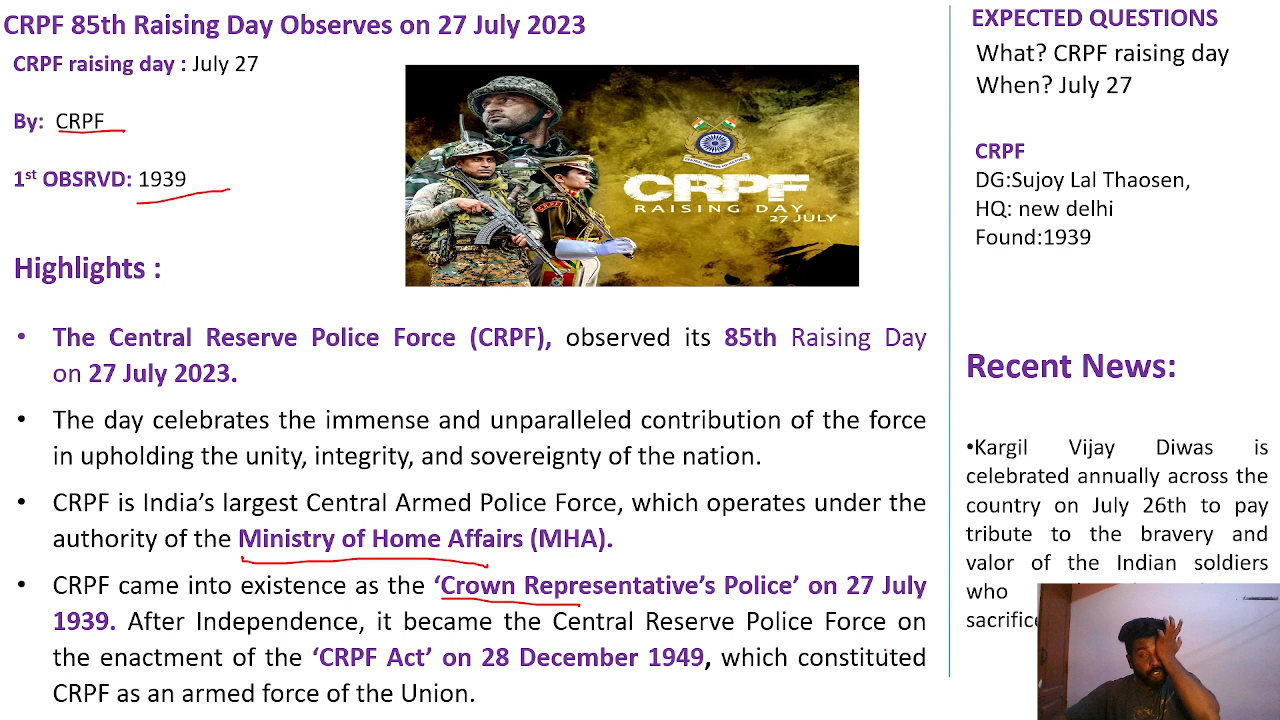 CRPF 85th Raising Day Observes on 27 July 2023
CRPF raising day : July 27
By: CRPF
1st OBSRVD: 1939
CRPF
RAISING DAY
27 JULY
Highlights :
• The Central Reserve Police Force (CRPF), observed its 85th Raising Day
on 27 July 2023.
• The day celebrates the immense and unparalleled contribution of the force
in upholding the unity, integrity, and sovereignty of the nation.
• CRPF is India’s largest Central Armed Police Force, which operates under the
authority of the Ministry of Home Affairs (MHA).
• CRPF came into existence as the ‘Crown Representative’s Police’ on 27 July
1939. After Independence, it became the Central Reserve Police Force on
the enactment of the ‘CRPF Act’ on 28 December 1949, which constituted
CRPF as an armed force of the Union.
EXPECTED QUESTIONS
What? CRPF raising day
When? July 27
CRPF
DG:Sujoy Lal Thaosen,
HQ: new delhi
Found:1939
Recent News:
•Kargil Vijay Diwas is
celebrated annually across the
country on July 26th to pay
tribute to the bravery and
valor of the Indian soldiers
who